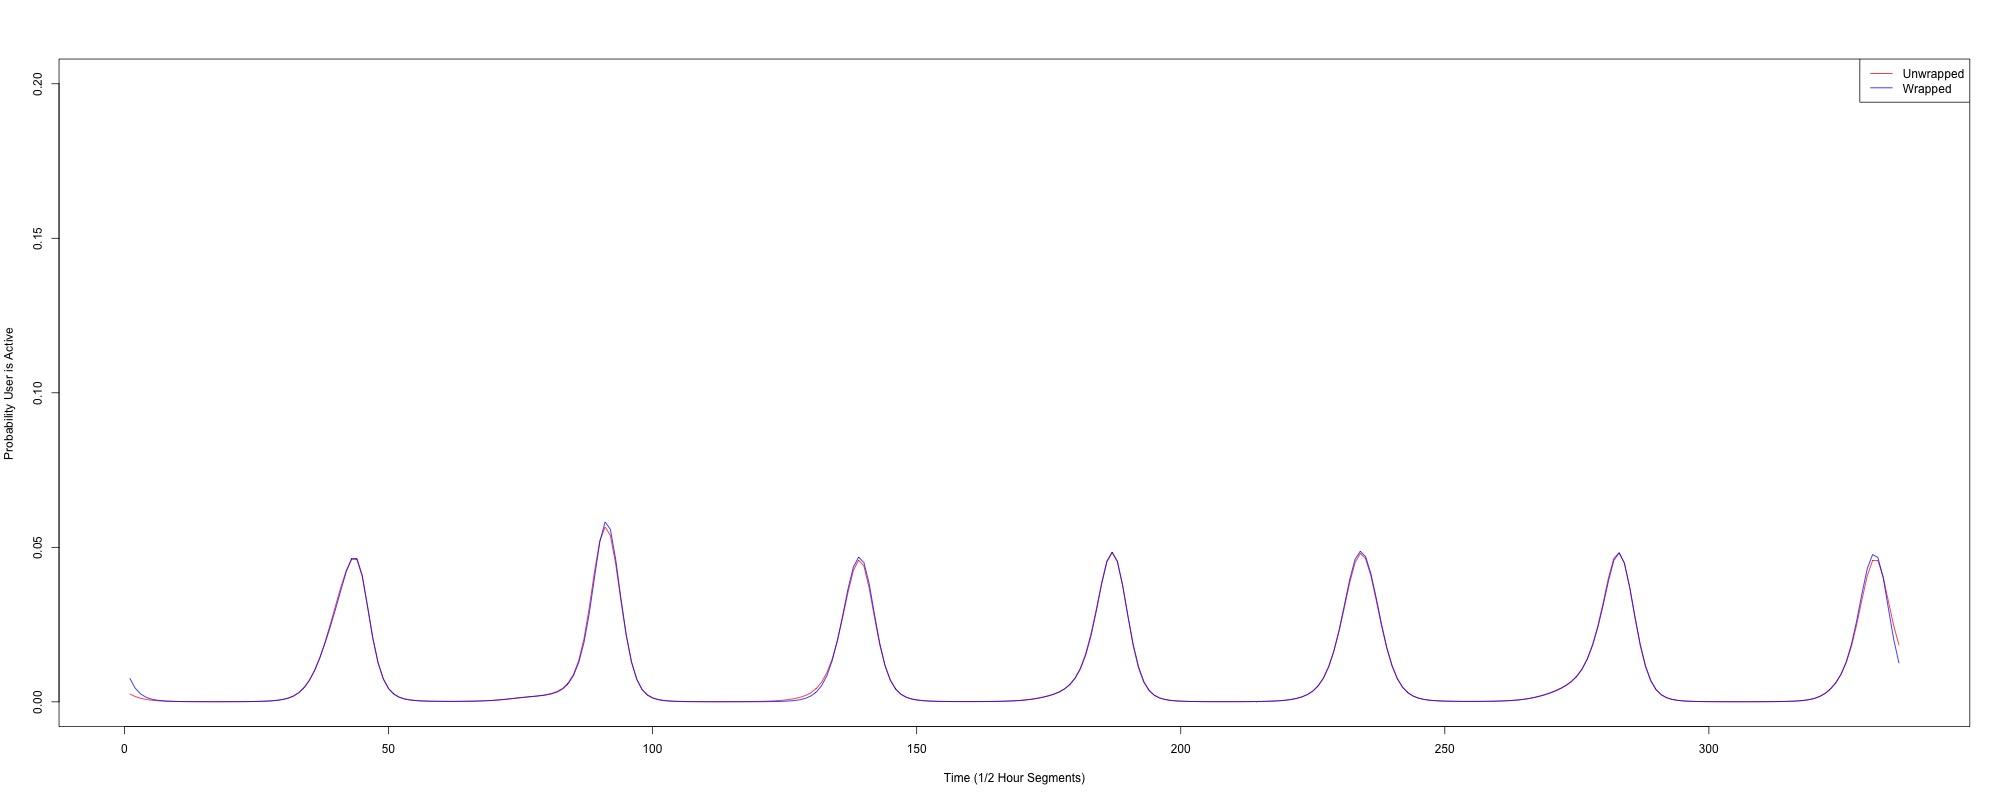 Unwrapped
Wrapped
0.20
0.15
0.10
0.05
0.00
Probability User is Active
0 50 100 150 200 250 300
Time (1/2 Hour Segments)